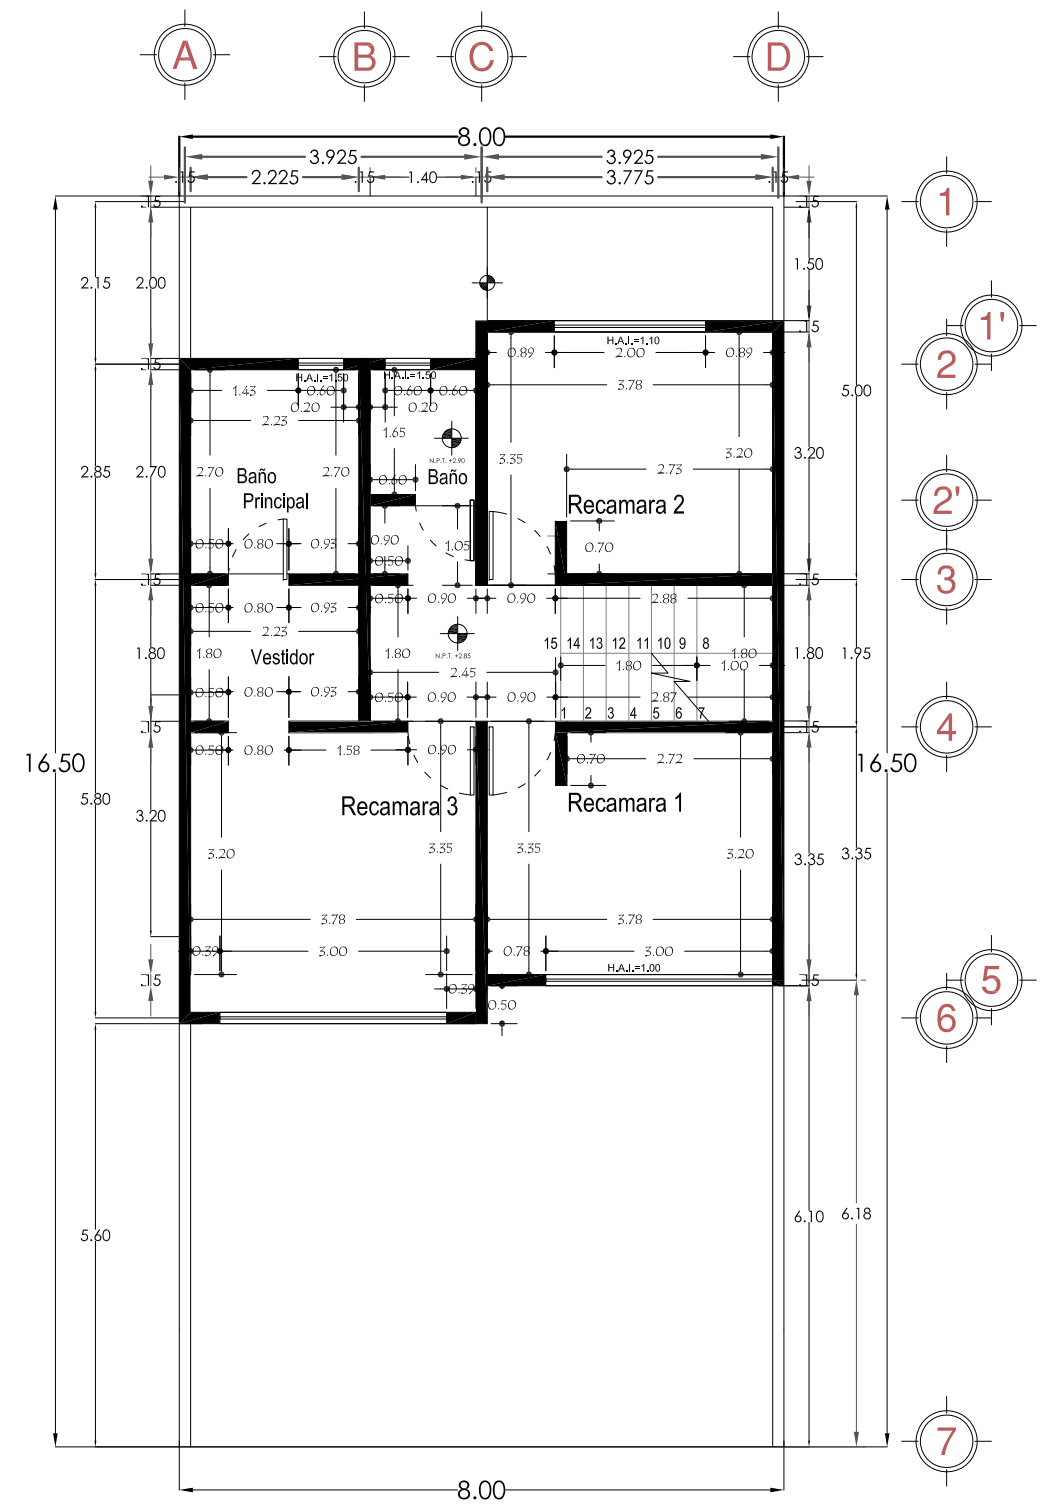 A B C D
8.00
3.925 3.925
.15 2.225 .15 1.40 .15 3.775 .15
.15 .15 1
2.15 2.00 1.50
.15 1'
H.A.I.=1.10
0.89 2.00 0.89
.15 2
H.A.I.=1.50 H.A.I.=1.50
3.78
1.43 0.60 0.60 0.60 5.00
0.20 0.20
2.23
1.65
2.85 2.70 2.70 2.70 3.35 3.20 3.20
N.P.T. +2.90
2.73
Baño Baño
0.60
Principal Recamara 2 2'
0.50 0.80 0.93 0.90 1.05 0.70
0.50
.15 .15 3
0.50 0.90 0.90 2.88
0.50 0.80 0.93
2.23
15 14 13 12 11 10 9 8
1.80 1.80 Vestidor 1.80 N.P.T. +2.85 1.80 1.80 1.95
2.45 1.80 1.00
0.50 0.80 0.93 0.50 0.90 0.90 2.87
1 2 3 4 5 6 7
.15 .15 4
0.50 0.80 1.58 0.90 0.70 2.72
16.50 16.50
5.80 Recamara 3 Recamara 1
3.20
3.20 3.35 3.35 3.20 3.35 3.35
3.78 3.78
0.39 3.00 0.78 3.00
H.A.I.=1.00
.15 .15 5
0.39 0.50
6
5.60 6.10 6.18
7
8.00